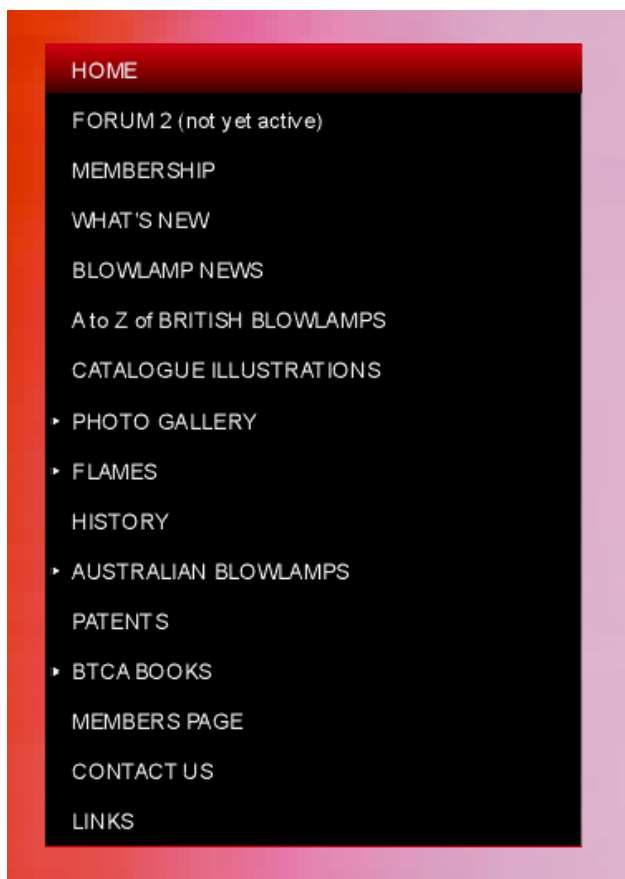 HOME
FORUM 2 (not yet active)
MEMBERSHIP
WHAT'S NEW
BLOWLAMP NEWS
A to Z of BRITISH BLOWLAMPS
CATALOGUE ILLUSTRATIONS
PHOTO GALLERY
FLAMES
HISTORY
AUSTRALIAN BLOWLAMPS
PATENTS
BTCA BOOKS
MEMBERS PAGE
CONTACT US
LINKS